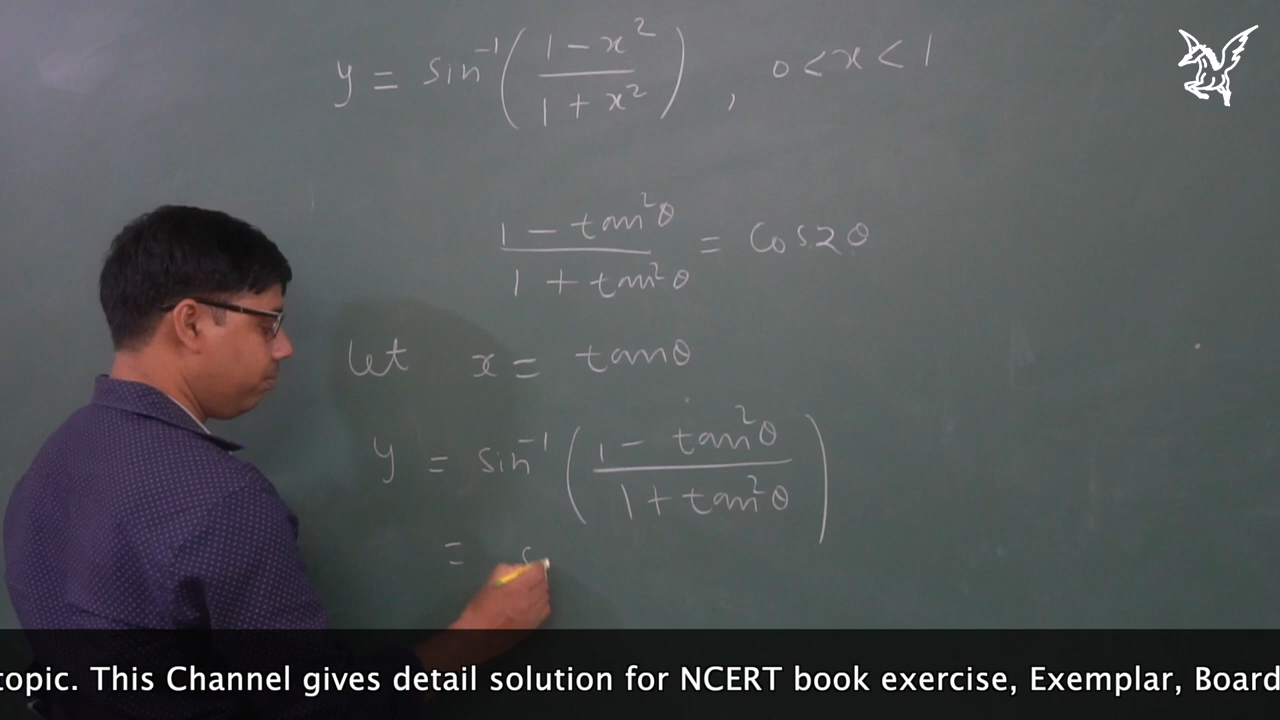 y = sin⁻¹((1 - x²)/(1 + x²)) , 0 < x < 1
(1 - tan²θ)/(1 + tan²θ) = Cos2θ
let x = tanθ
y = sin⁻¹((1 - tan²θ)/(1 + tan²θ))
= s
topic. This Channel gives detail solution for NCERT book exercise, Exemplar, Board